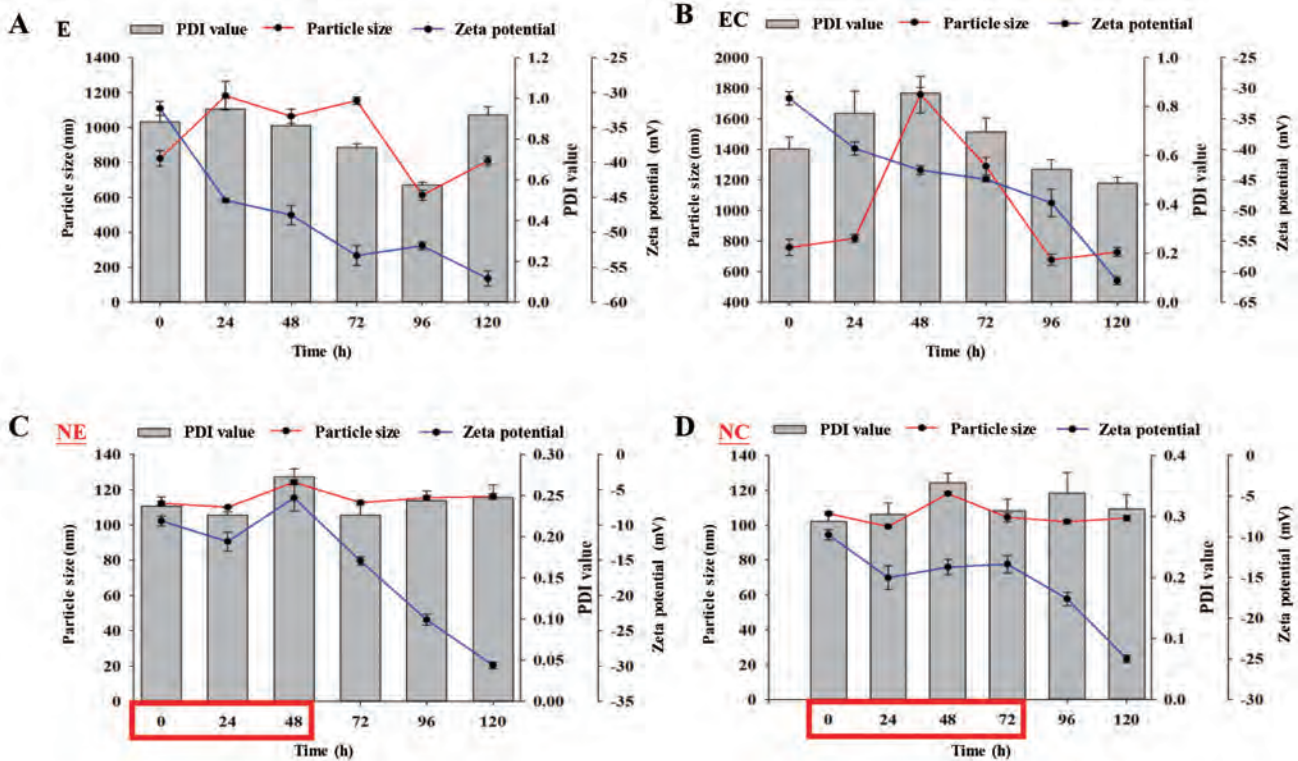 A E
PDI value Particle size Zeta potential
1400 1.2 -25
1200 1.0 -30
1000 0.8 -35
800 0.6 -40
600 0.4 -45
400 0.2 -50
200 0.0 -55
0 -60
Particle size (nm)
PDI value
Zeta potential (mV)
0 24 48 72 96 120
Time (h)
B EC
PDI value Particle size Zeta potential
2000 1.0 -25
1800 0.8 -30
1600 0.6 -35
1400 0.4 -40
1200 0.2 -45
1000 0.0 -50
800 -55
600 -60
400 -65
Particle size (nm)
PDI value
Zeta potential (mV)
0 24 48 72 96 120
Time (h)
C NE
PDI value Particle size Zeta potential
140 0.30 0
120 0.25 -5
100 0.20 -10
80 0.15 -15
60 0.10 -20
40 0.05 -25
20 0.00 -30
0 -35
Particle size (nm)
PDI value
Zeta potential (mV)
0 24 48 72 96 120
Time (h)
D NC
PDI value Particle size Zeta potential
140 0.4 0
120 0.3 -5
100 0.2 -10
80 0.1 -15
60 0.0 -20
40 -25
20 -30
0
Particle size (nm)
PDI value
Zeta potential (mV)
0 24 48 72 96 120
Time (h)